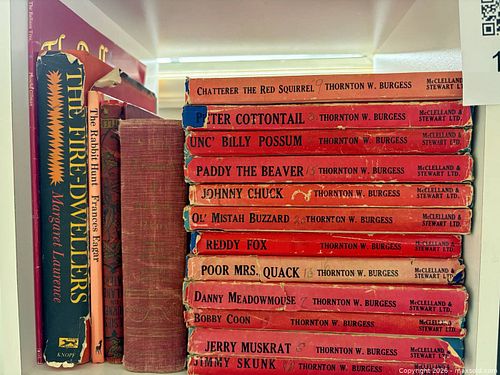 THE FIRE-DWELLERS
Margaret Laurence
KNOPF
The Rabbit Hunt Frances Eagar
CHATTERER THE RED SQUIRREL THORNTON W. BURGESS McCLELLAND & STEWART LTD.
PETER COTTONTAIL THORNTON W. BURGESS McCLELLAND & STEWART LTD.
UNC' BILLY POSSUM THORNTON W. BURGESS McCLELLAND & STEWART LTD.
PADDY THE BEAVER THORNTON W. BURGESS McCLELLAND & STEWART LTD.
JOHNNY CHUCK THORNTON W. BURGESS McCLELLAND & STEWART LTD.
OL' MISTAH BUZZARD THORNTON W. BURGESS McCLELLAND & STEWART LTD.
REDDY FOX THORNTON W. BURGESS McCLELLAND & STEWART LTD.
POOR MRS. QUACK THORNTON W. BURGESS McCLELLAND & STEWART LTD.
DANNY MEADOWMOUSE THORNTON W. BURGESS McCLELLAND & STEWART LTD.
BOBBY COON THORNTON W. BURGESS McCLELLAND & STEWART LTD.
JERRY MUSKRAT THORNTON W. BURGESS McCLELLAND &
JIMMY SKUNK THORNTON W. BURGESS
Copyright 2026 - maxsold.com